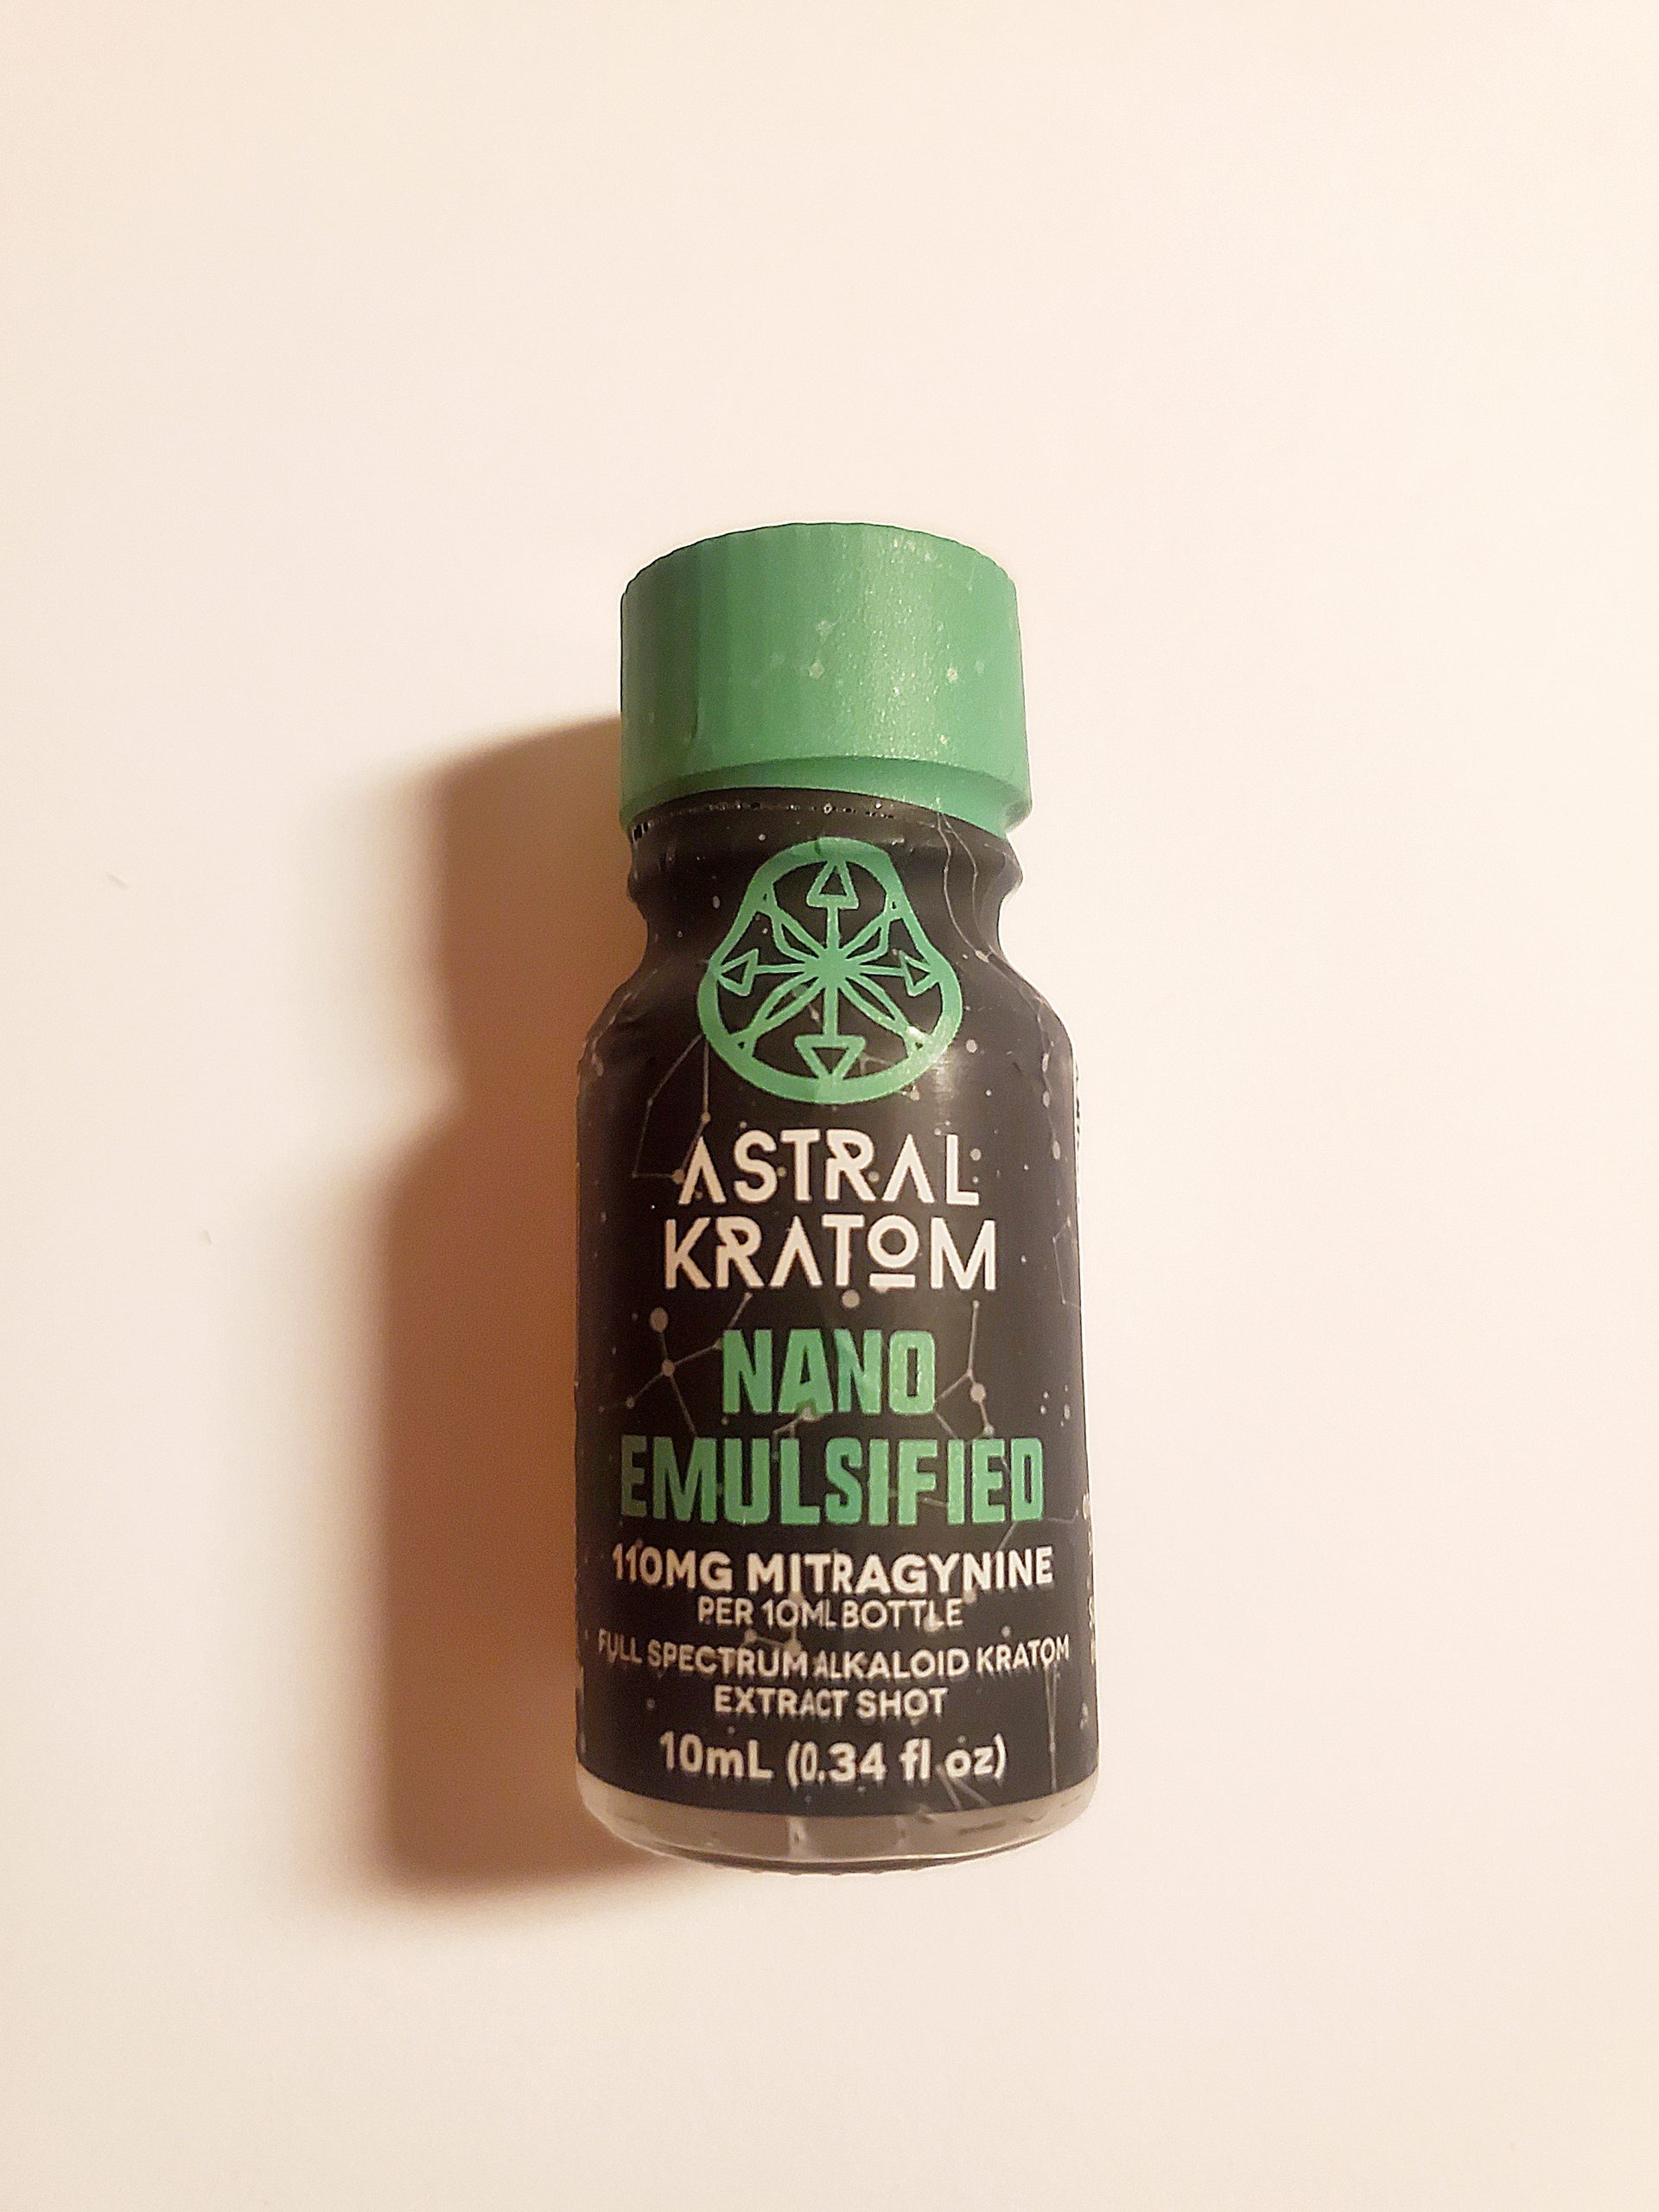 ASTRAL
KRATOM
NANO
EMULSIFIED
110MG MITRAGYNINE
PER 10ML BOTTLE
FULL SPECTRUM ALKALOID KRATOM
EXTRACT SHOT
10mL (0.34 fl oz)